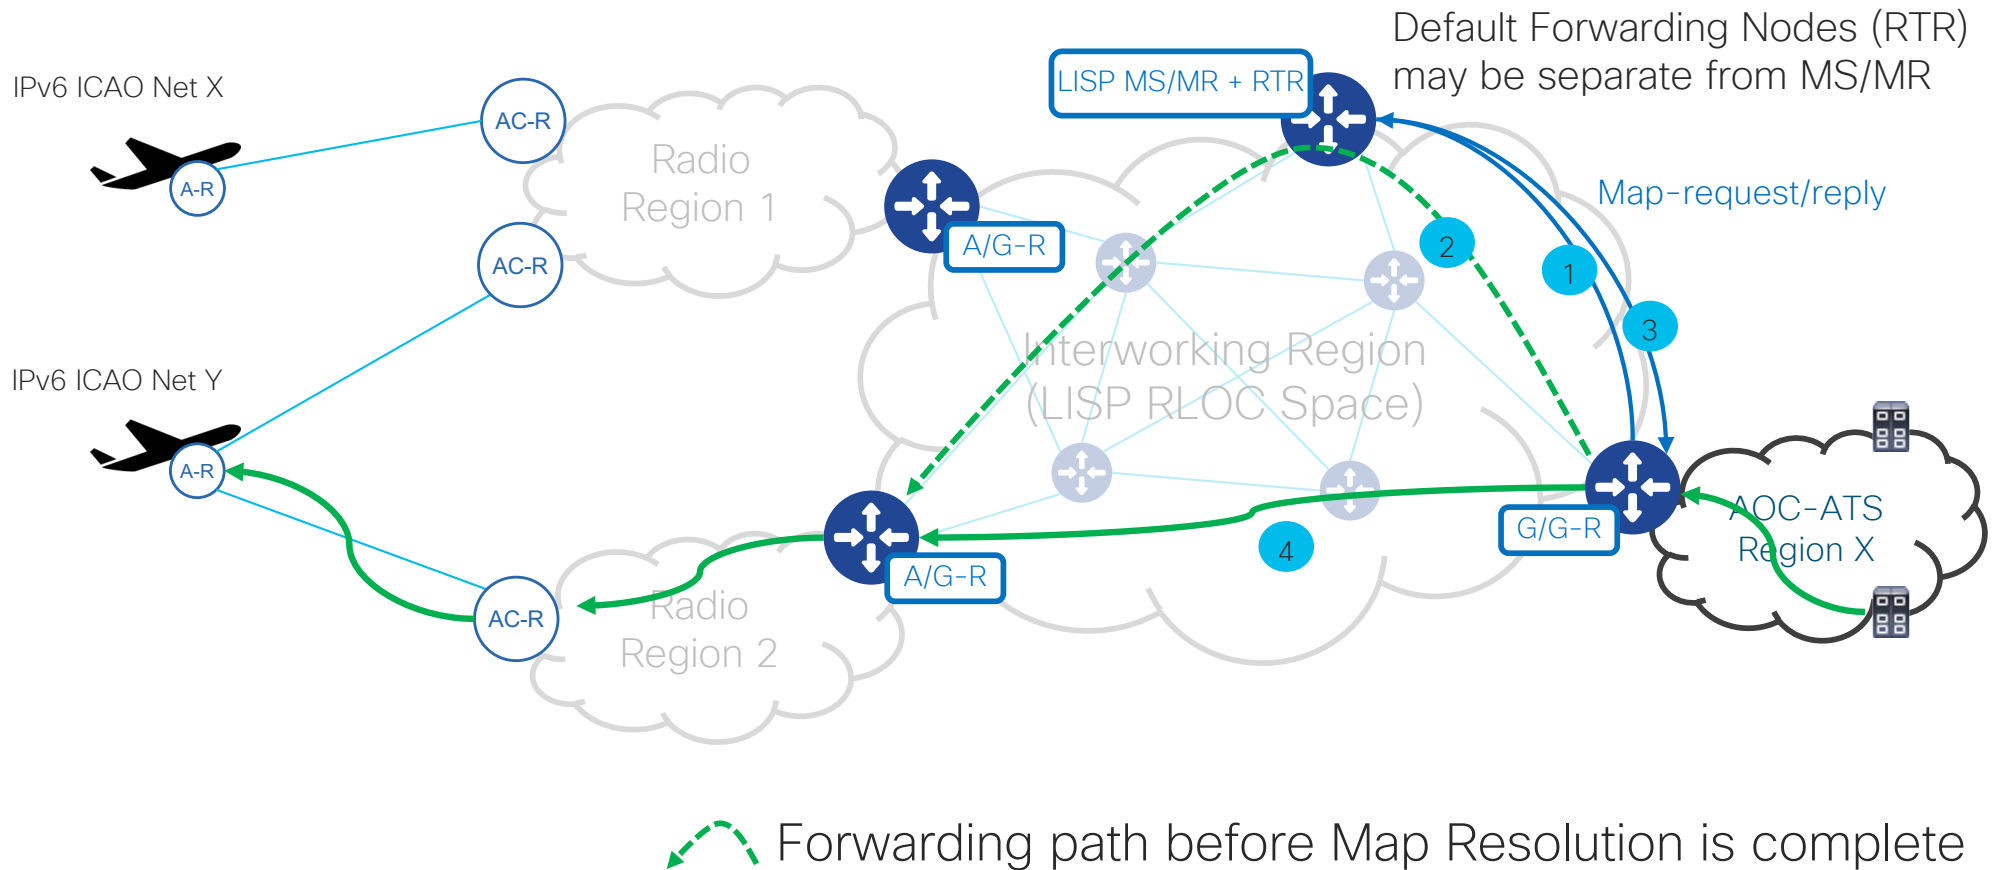 Default Forwarding Nodes (RTR)
may be separate from MS/MR
LISP MS/MR + RTR
IPv6 ICAO Net X
AC-R
A-R
Radio
Region 1
Map-request/reply
A/G-R
2
1
AC-R
3
Interworking Region
(LISP RLOC Space)
IPv6 ICAO Net Y
A-R
AOC-ATS
Region X
G/G-R
4
A/G-R
AC-R
Radio
Region 2
Forwarding path before Map Resolution is complete